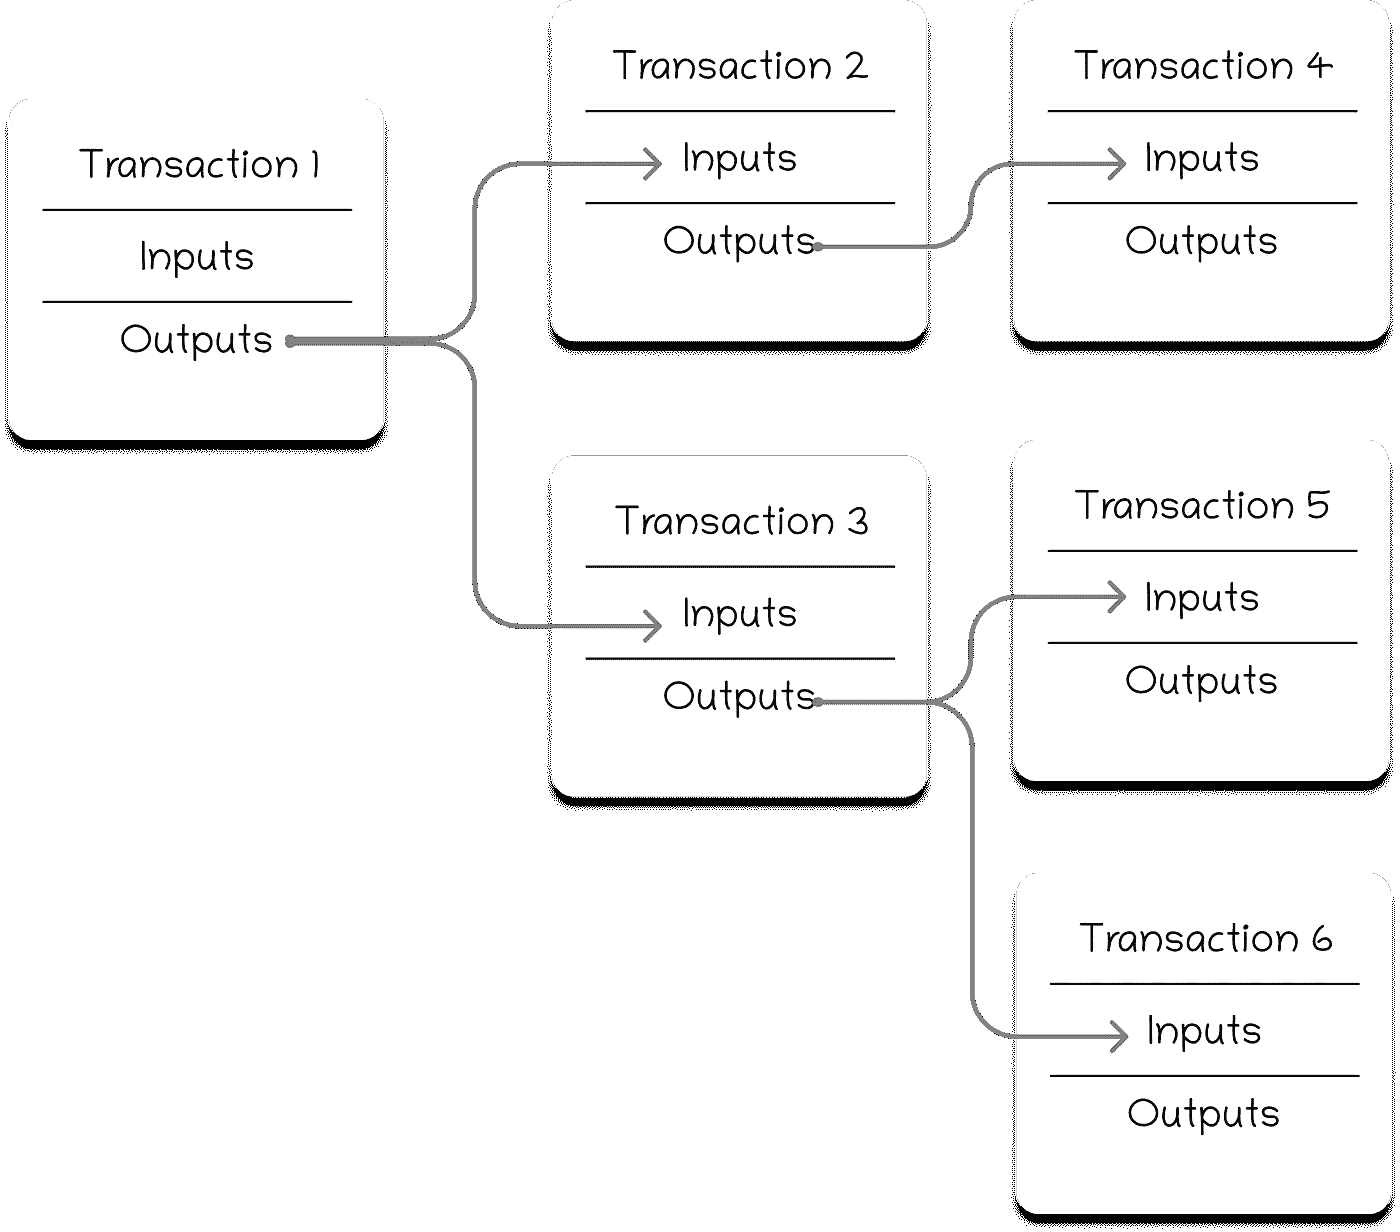 Transaction 1
Inputs
Outputs
Transaction 2
Inputs
Outputs
Transaction 3
Inputs
Outputs
Transaction 4
Inputs
Outputs
Transaction 5
Inputs
Outputs
Transaction 6
Inputs
Outputs